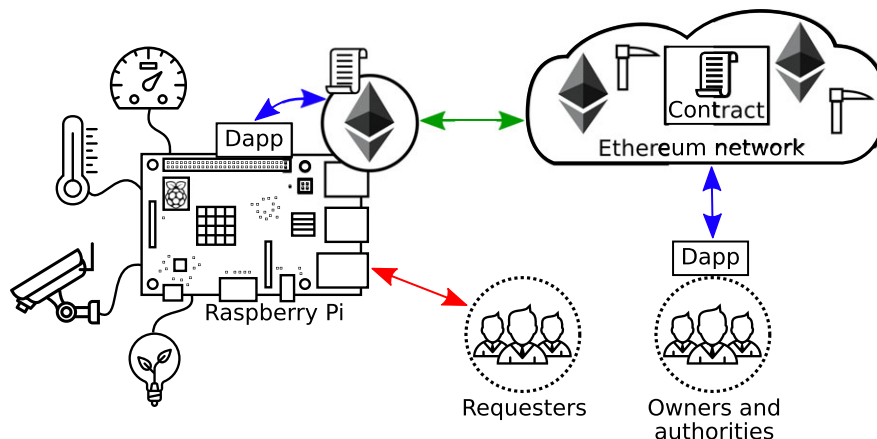 Dapp
Contract
Ethereum network
Dapp
Raspberry Pi
Requesters
Owners and
authorities